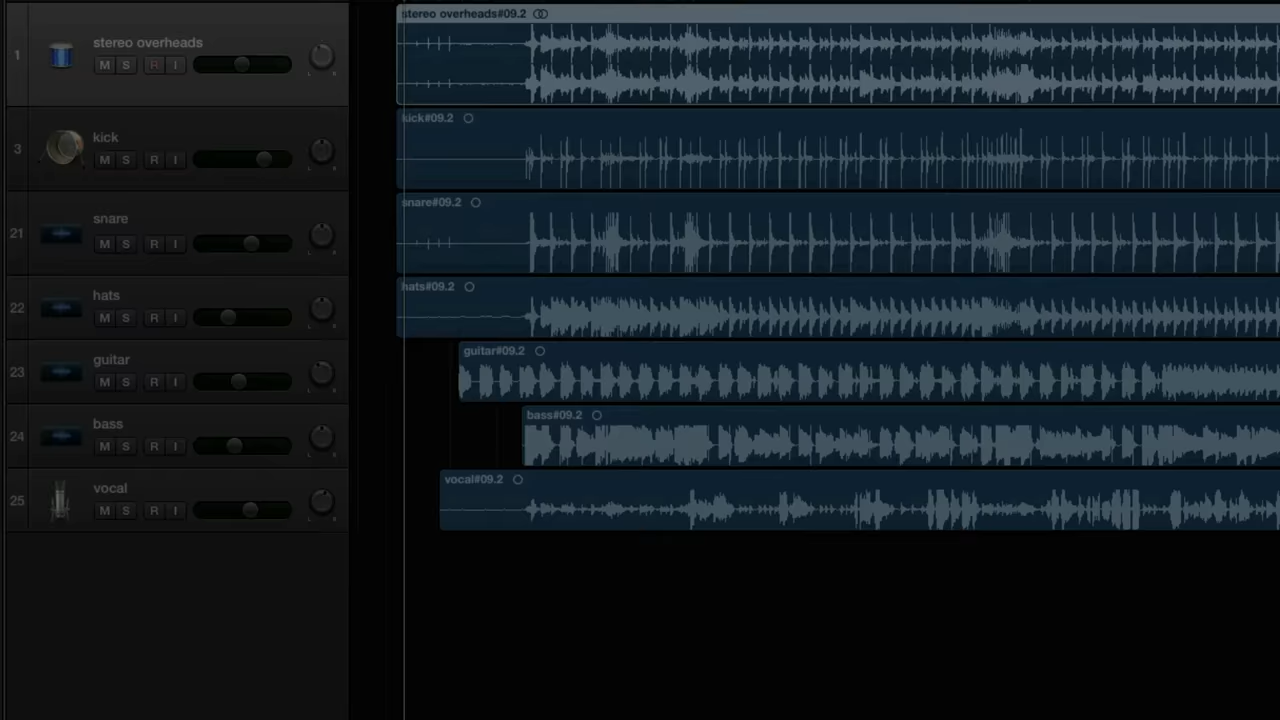 stereo overheads#09.2
1
stereo overheads
M S R I
L R
kick#09.2
3
kick
M S R I
L R
snare#09.2
21
snare
M S R I
L R
hats#09.2
22
hats
M S R I
L R
guitar#09.2
23
guitar
M S R I
L R
bass#09.2
24
bass
M S R I
L R
vocal#09.2
25
vocal
M S R I
L R